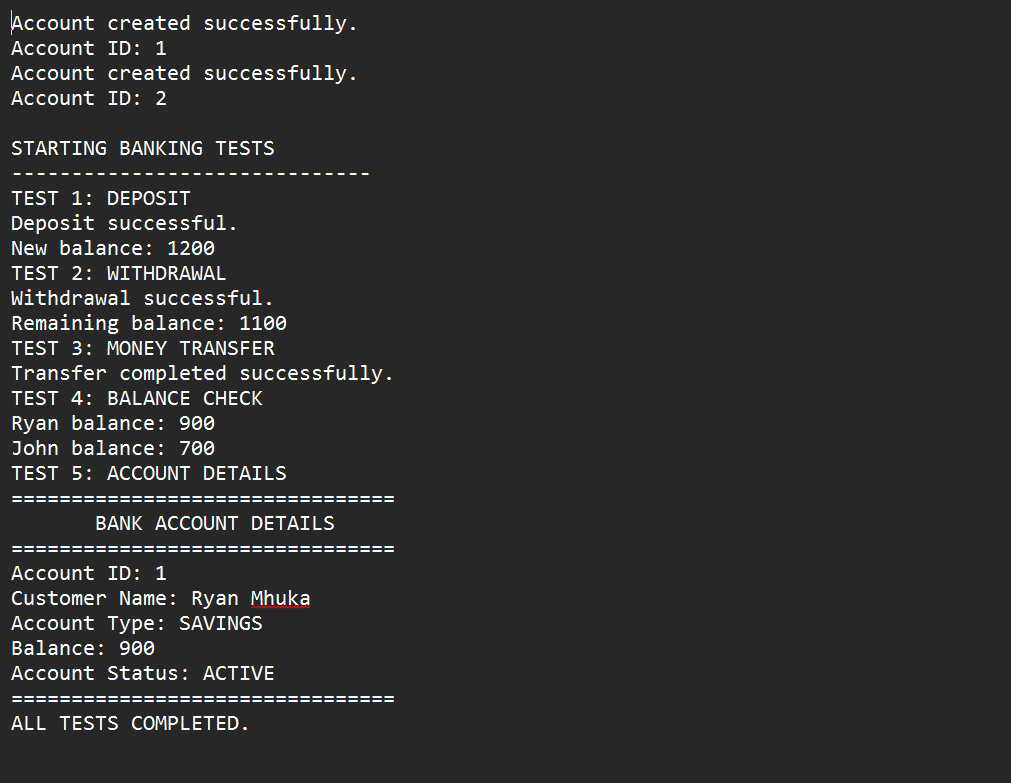 Account created successfully.
Account ID: 1
Account created successfully.
Account ID: 2
STARTING BANKING TESTS
------------------------------
TEST 1: DEPOSIT
Deposit successful.
New balance: 1200
TEST 2: WITHDRAWAL
Withdrawal successful.
Remaining balance: 1100
TEST 3: MONEY TRANSFER
Transfer completed successfully.
TEST 4: BALANCE CHECK
Ryan balance: 900
John balance: 700
TEST 5: ACCOUNT DETAILS
================================
       BANK ACCOUNT DETAILS
================================
Account ID: 1
Customer Name: Ryan Mhuka
Account Type: SAVINGS
Balance: 900
Account Status: ACTIVE
================================
ALL TESTS COMPLETED.